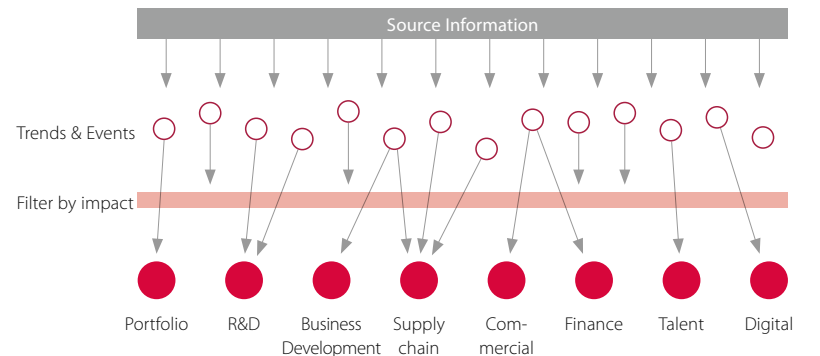 Source Information
Trends & Events
Filter by impact
Portfolio
R&D
Business
Development
Supply
chain
Com-
mercial
Finance
Talent
Digital